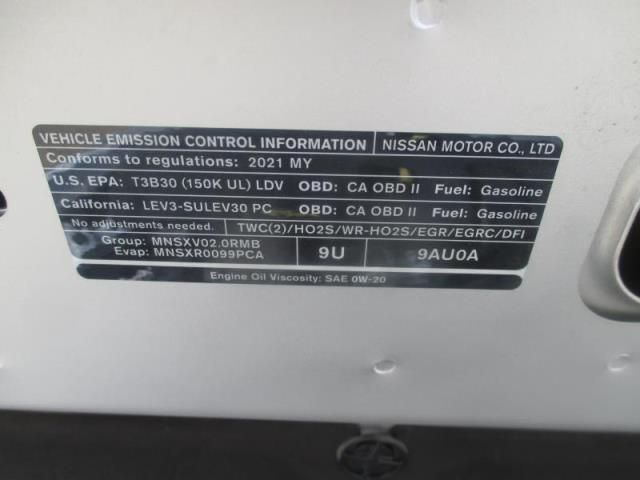 VEHICLE EMISSION CONTROL INFORMATION NISSAN MOTOR CO., LTD
Conforms to regulations: 2021 MY
U.S. EPA: T3B30 (150K UL) LDV OBD: CA OBD II Fuel: Gasoline
California: LEV3-SULEV30 PC OBD: CA OBD II Fuel: Gasoline
No adjustments needed. TWC(2)/HO2S/WR-HO2S/EGR/EGRC/DFI
Group: MNSXV02.0RMB
Evap: MNSXR0099PCA 9U 9AU0A
Engine Oil Viscosity: SAE 0W-20